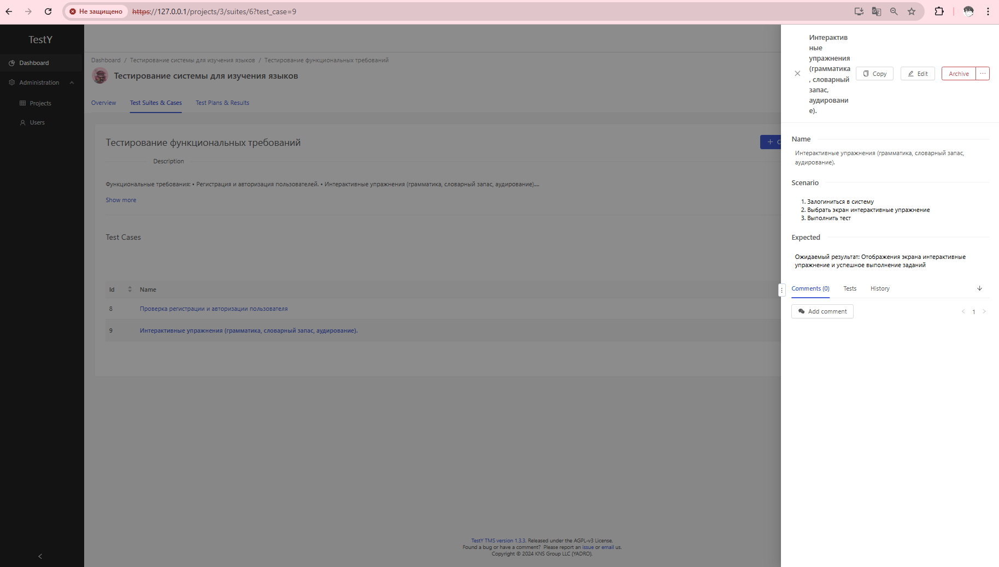 Не защищено
https://127.0.0.1/projects/3/suites/6?test_case=9
TestY
Dashboard
Administration
Projects
Users
Dashboard / Тестирование системы для изучения языков / Тестирование функциональных требований
Тестирование системы для изучения языков
Overview Test Suites & Cases Test Plans & Results
Тестирование функциональных требований
+ C
Description
Функциональные требования: • Регистрация и авторизация пользователей. • Интерактивные упражнения (грамматика, словарный запас, аудирование)....
Show more
Test Cases
Id Name
8 Проверка регистрации и авторизации пользователя
9 Интерактивные упражнения (грамматика, словарный запас, аудирование).
TestY TMS version 1.3.3. Released under the AGPL-v3 License.
Found a bug or have a comment? Please report an issue or email us.
Copyright © 2024 KNS Group LLC (YADRO).
Интерактив
ные
упражнения
(грамматика
, словарный
запас,
аудировани
е).
Copy Edit Archive ...
Name
Интерактивные упражнения (грамматика, словарный запас,
аудирование).
Scenario
1. Залогиниться в систему
2. Выбрать экран интерактивные упражнение
3. Выполнить тест
Expected
Ожидаемый результат: Отображения экрана интерактивные
упражнение и успешное выполнение заданий
Comments (0) Tests History
Add comment
< 1 >